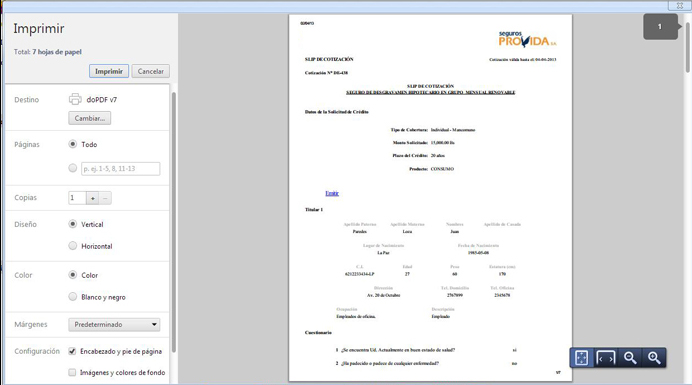 Imprimir
Total: 7 hojas de papel
Imprimir Cancelar
Destino doPDF v7
Cambiar...
Páginas Todo
p. ej. 1-5, 8, 11-13
Copias 1 + -
Diseño Vertical
Horizontal
Color Color
Blanco y negro
Márgenes Predeterminado
Configuración Encabezado y pie de página
Imágenes y colores de fondo
1
seguros
PROVIDA
SLIP DE COTIZACIÓN Cotización válida hasta el: 04-04-2013
Cotización N° DE-438
SLIP DE COTIZACIÓN
SEGURO DE DESGRAVAMEN HIPOTECARIO EN GRUPO MENSUAL RENOVABLE
Datos de la Solicitud de Crédito
Tipo de Cobertura: Individual - Mancomuno
Monto Solicitado: 15,000.00 Bs
Plazo del Crédito: 20 años
Producto: CONSUMO
Emitir
Titular 1
Apellido Paterno Apellido Materno Nombres Apellido de Casada
Paredes Luna Juan
Lugar de Nacimiento Fecha de Nacimiento
La Paz 1985-05-08
C.I. Edad Peso Estatura (cm)
6212233434-LP 27 60 170
Dirección Tel. Domicilio Tel. Oficina
Av. 20 de Octubre 2767899 2345678
Ocupación Descripción
Empleados de oficina. Empleado
Cuestionario
1 ¿Se encuentra Ud. Actualmente en buen estado de salud? si
2 ¿Ha padecido o padece de cualquier enfermedad? no
1/7